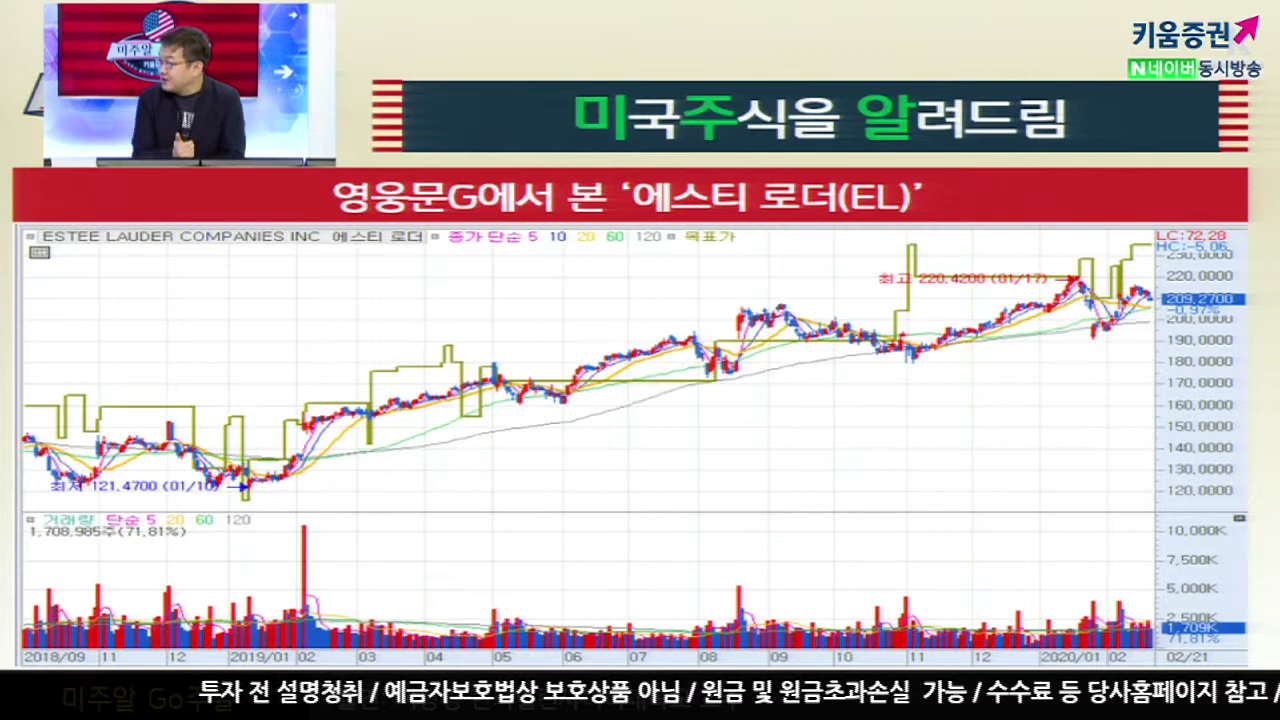 미주알
키움증권
N네이버 동시방송
미국주식을 알려드림
영웅문G에서 본 ‘에스티 로더(EL)’
ESTEE LAUDER COMPANIES INC 에스티 로더 종가 단순 5 10 20 60 120 목표가
LC:72,28
HC:-5,06
230,0000
최고 220,4200 (01/17)
220,0000
209,2700
-0,97%
200,0000
190,0000
180,0000
170,0000
160,0000
150,0000
140,0000
130,0000
최저 121,4700 (01/10)
120,0000
거래량 단순 5 20 60 120
1,708,985주(71,81%)
10,000K
7,500K
5,000K
2,500K
1,709K
71,81%
2018/09 11 12 2019/01 02 03 04 05 06 07 08 09 10 11 12 2020/01 02 02/21
투자 전 설명청취 / 예금자보호법상 보호상품 아님 / 원금 및 원금초과손실 가능 / 수수료 등 당사홈페이지 참고 /
미주알 Go주알